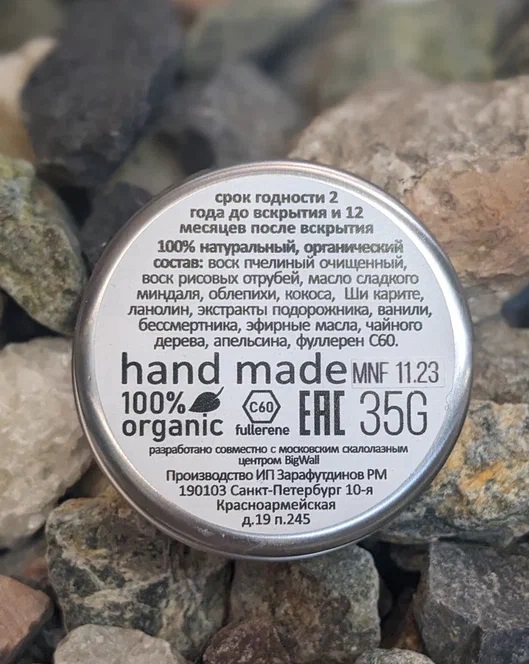 срок годности 2
года до вскрытия и 12
месяцев после вскрытия
100% натуральный, органический
состав: воск пчелиный очищенный,
воск рисовых отрубей, масло сладкого
миндаля, облепихи, кокоса, Ши карите,
ланолин, экстракты подорожника, ванили,
бессмертника, эфирные масла, чайного
дерева, апельсина, фуллерен С60.
hand made MNF 11.23
100% organic C60 fullerene EAC 35G
разработано совместно с московским скалолазным
центром BigWall
Производство ИП Зарафутдинов РМ
190103 Санкт-Петербург 10-я
Красноармейская
д.19 п.245